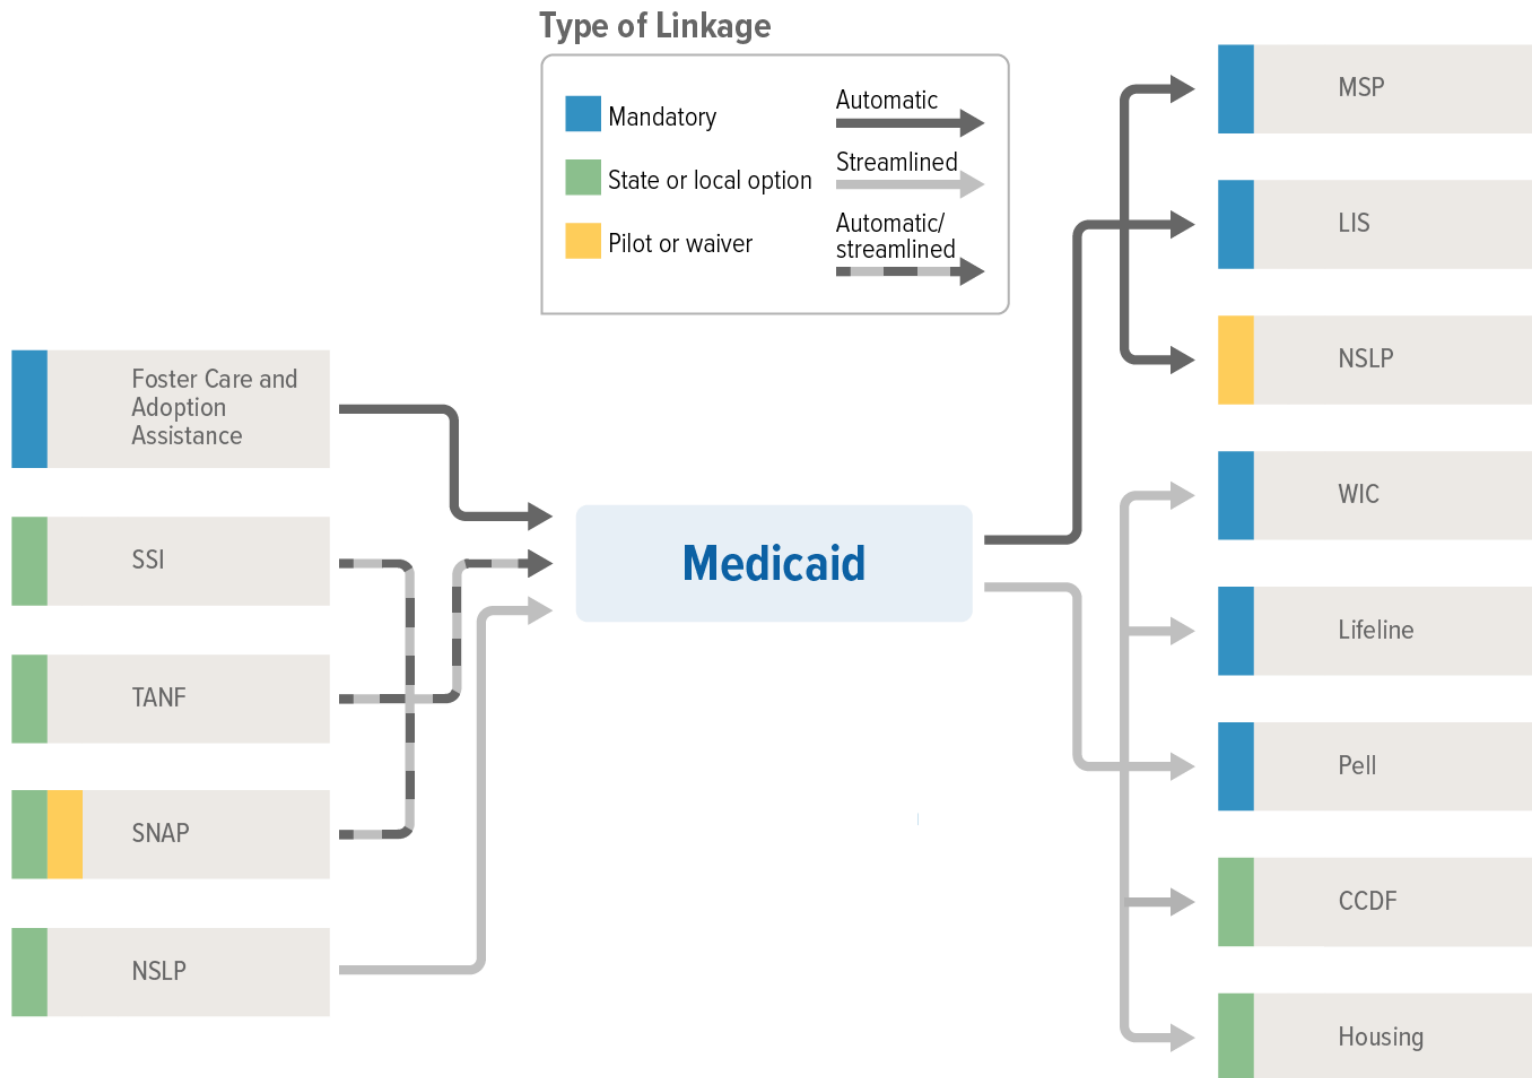 Type of Linkage
Mandatory
State or local option
Pilot or waiver
Automatic
Streamlined
Automatic/
streamlined
Foster Care and
Adoption
Assistance
SSI
TANF
SNAP
NSLP
Medicaid
MSP
LIS
NSLP
WIC
Lifeline
Pell
CCDF
Housing